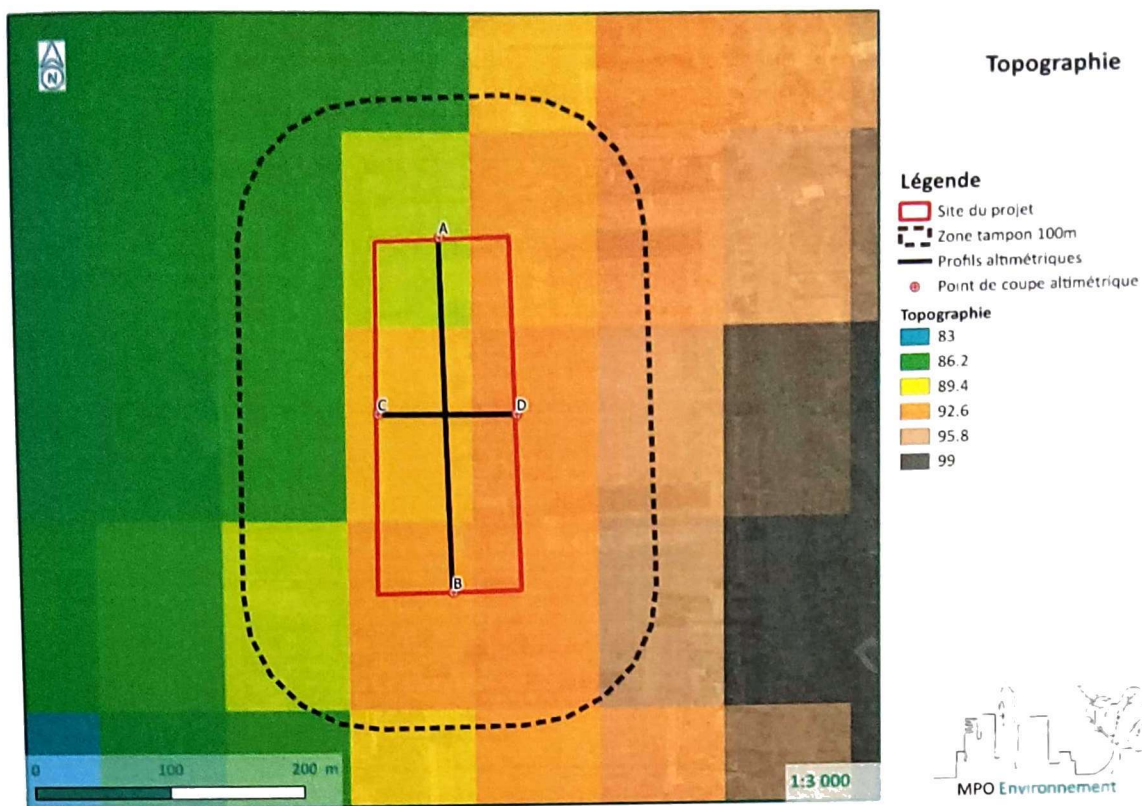 Topographie
N
Légende
Site du projet
Zone tampon 100m
Profils altimétriques
Point de coupe altimétrique
Topographie
83
86.2
89.4
92.6
95.8
99
A
C
D
B
0 100 200 m
1:3 000
MPO Environnement